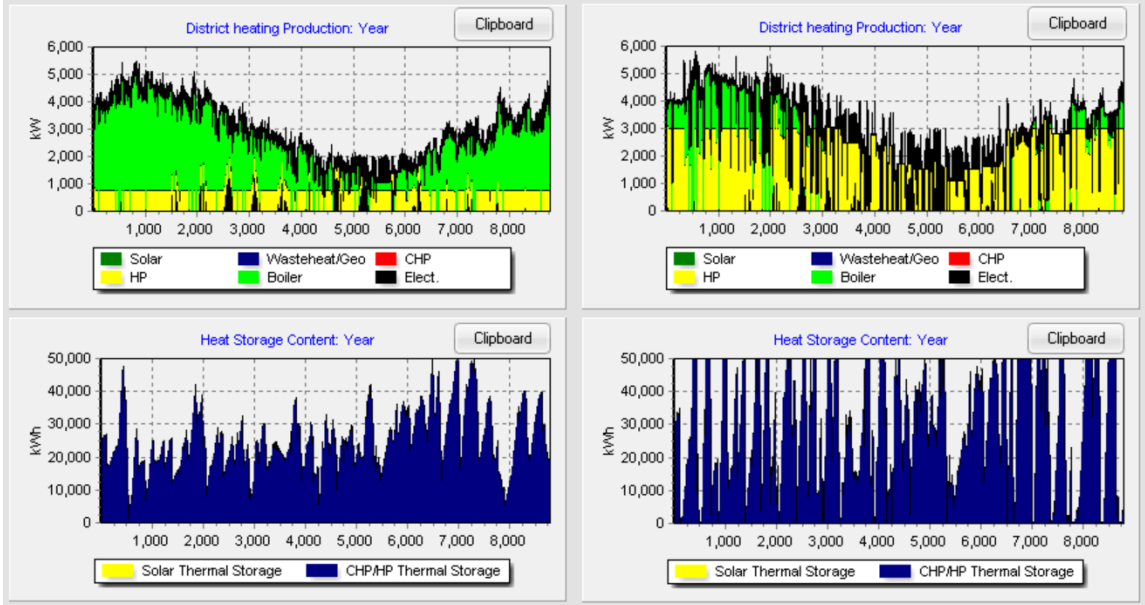 District heating Production: Year
Clipboard
6,000
5,000
4,000
3,000
2,000
1,000
0
kW
1,000 2,000 3,000 4,000 5,000 6,000 7,000 8,000
Solar Wasteheat/Geo CHP
HP Boiler Elect.
District heating Production: Year
Clipboard
6,000
5,000
4,000
3,000
2,000
1,000
0
kW
1,000 2,000 3,000 4,000 5,000 6,000 7,000 8,000
Solar Wasteheat/Geo CHP
HP Boiler Elect.
Heat Storage Content: Year
Clipboard
50,000
40,000
30,000
20,000
10,000
0
kWh
1,000 2,000 3,000 4,000 5,000 6,000 7,000 8,000
Solar Thermal Storage CHP/HP Thermal Storage
Heat Storage Content: Year
Clipboard
50,000
40,000
30,000
20,000
10,000
0
kWh
1,000 2,000 3,000 4,000 5,000 6,000 7,000 8,000
Solar Thermal Storage CHP/HP Thermal Storage